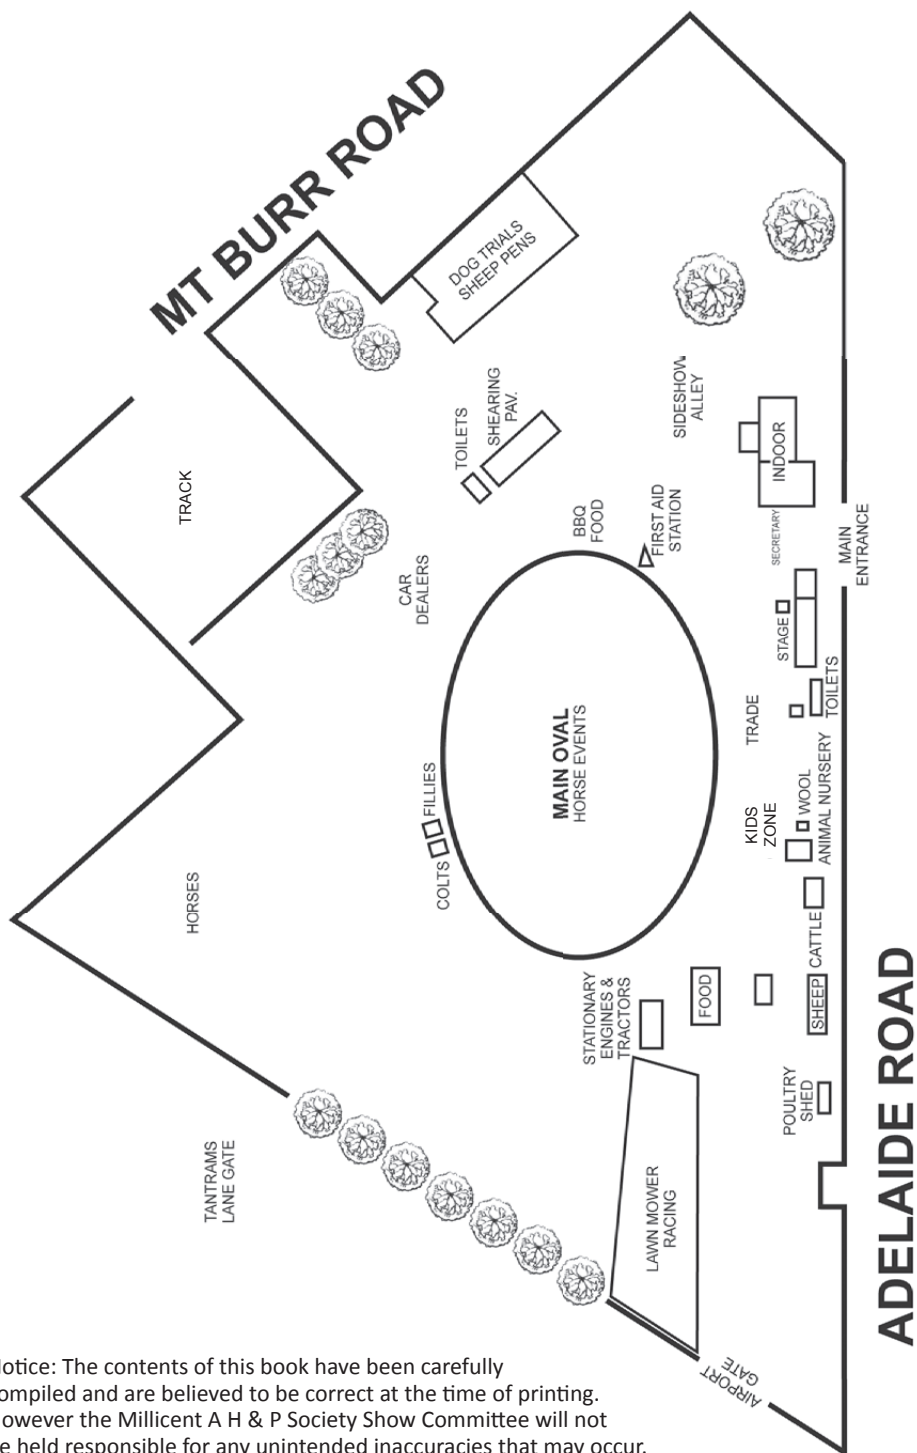 MT BURR ROAD
DOG TRIALS
SHEEP PENS
TRACK
TOILETS
SHEARING
PAV.
SIDESHOW
ALLEY
INDOOR
SECRETARY
MAIN
ENTRANCE
BBQ
FOOD
FIRST AID
STATION
CAR
DEALERS
STAGE
TOILETS
TRADE
MAIN OVAL
HORSE EVENTS
FILLIES
COLTS
HORSES
KIDS
ZONE
WOOL
ANIMAL NURSERY
CATTLE
SHEEP
FOOD
STATIONARY
ENGINES &
TRACTORS
POULTRY
SHED
TANTRAMS
LANE GATE
LAWN MOWER
RACING
AIRPORT
GATE
ADELAIDE ROAD
otice: The contents of this book have been carefully
ompiled and are believed to be correct at the time of printing.
owever the Millicent A H & P Society Show Committee will not
e held responsible for any unintended inaccuracies that may occur.